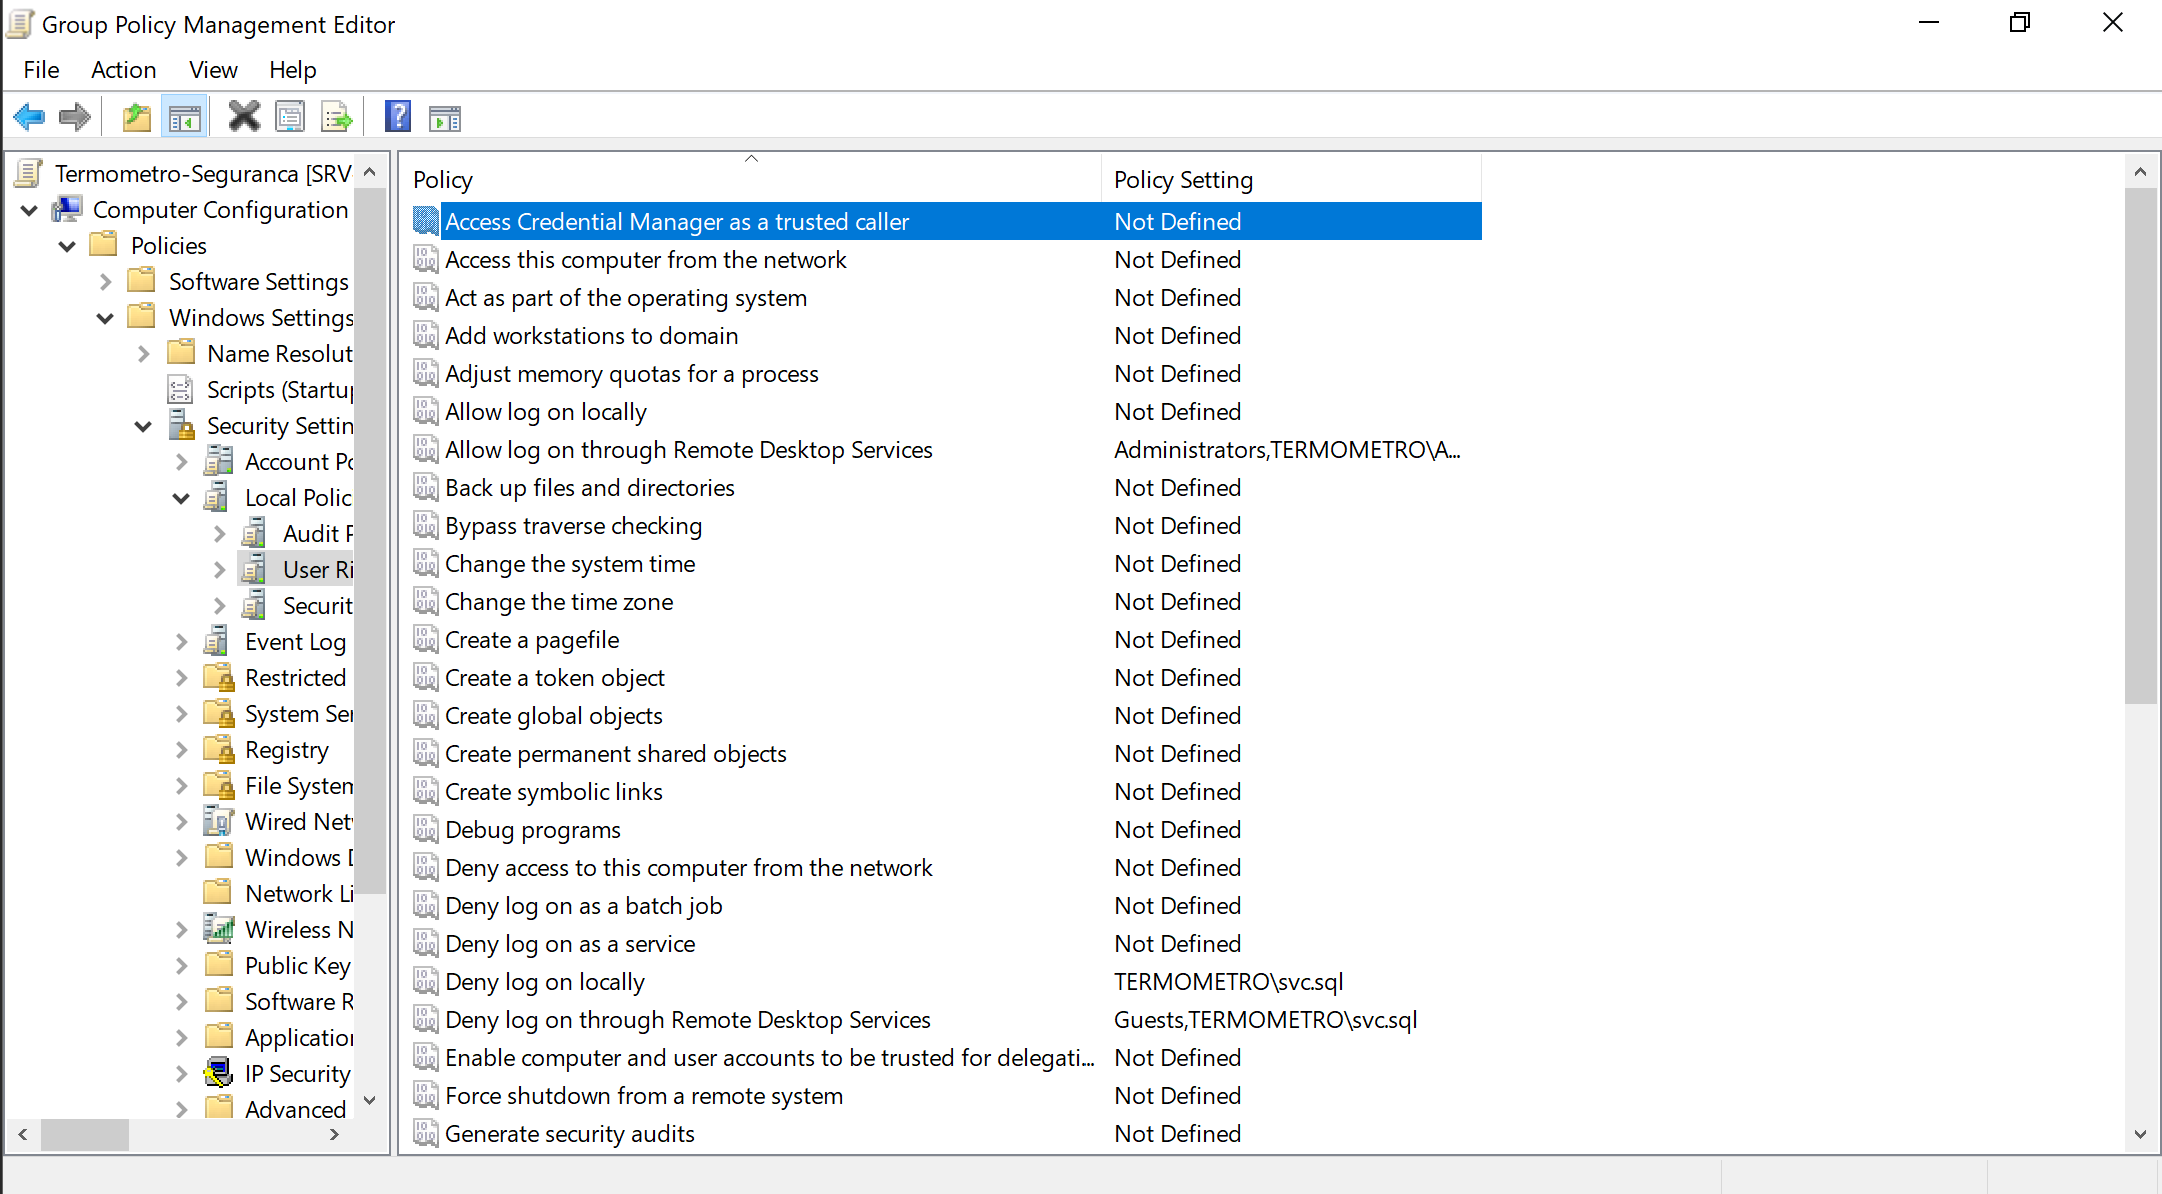 Group Policy Management Editor
File Action View Help
Termometro-Seguranca [SRV-
Computer Configuration
Policies
Software Settings
Windows Settings
Name Resolut
Scripts (Startup
Security Settin
Account Po
Local Polic
Audit P
User Ri
Securit
Event Log
Restricted
System Ser
Registry
File System
Wired Net
Windows D
Network Li
Wireless N
Public Key
Software R
Application
IP Security
Advanced
Policy Policy Setting
Access Credential Manager as a trusted caller Not Defined
Access this computer from the network Not Defined
Act as part of the operating system Not Defined
Add workstations to domain Not Defined
Adjust memory quotas for a process Not Defined
Allow log on locally Not Defined
Allow log on through Remote Desktop Services Administrators,TERMOMETRO\A...
Back up files and directories Not Defined
Bypass traverse checking Not Defined
Change the system time Not Defined
Change the time zone Not Defined
Create a pagefile Not Defined
Create a token object Not Defined
Create global objects Not Defined
Create permanent shared objects Not Defined
Create symbolic links Not Defined
Debug programs Not Defined
Deny access to this computer from the network Not Defined
Deny log on as a batch job Not Defined
Deny log on as a service Not Defined
Deny log on locally TERMOMETRO\svc.sql
Deny log on through Remote Desktop Services Guests,TERMOMETRO\svc.sql
Enable computer and user accounts to be trusted for delegati... Not Defined
Force shutdown from a remote system Not Defined
Generate security audits Not Defined